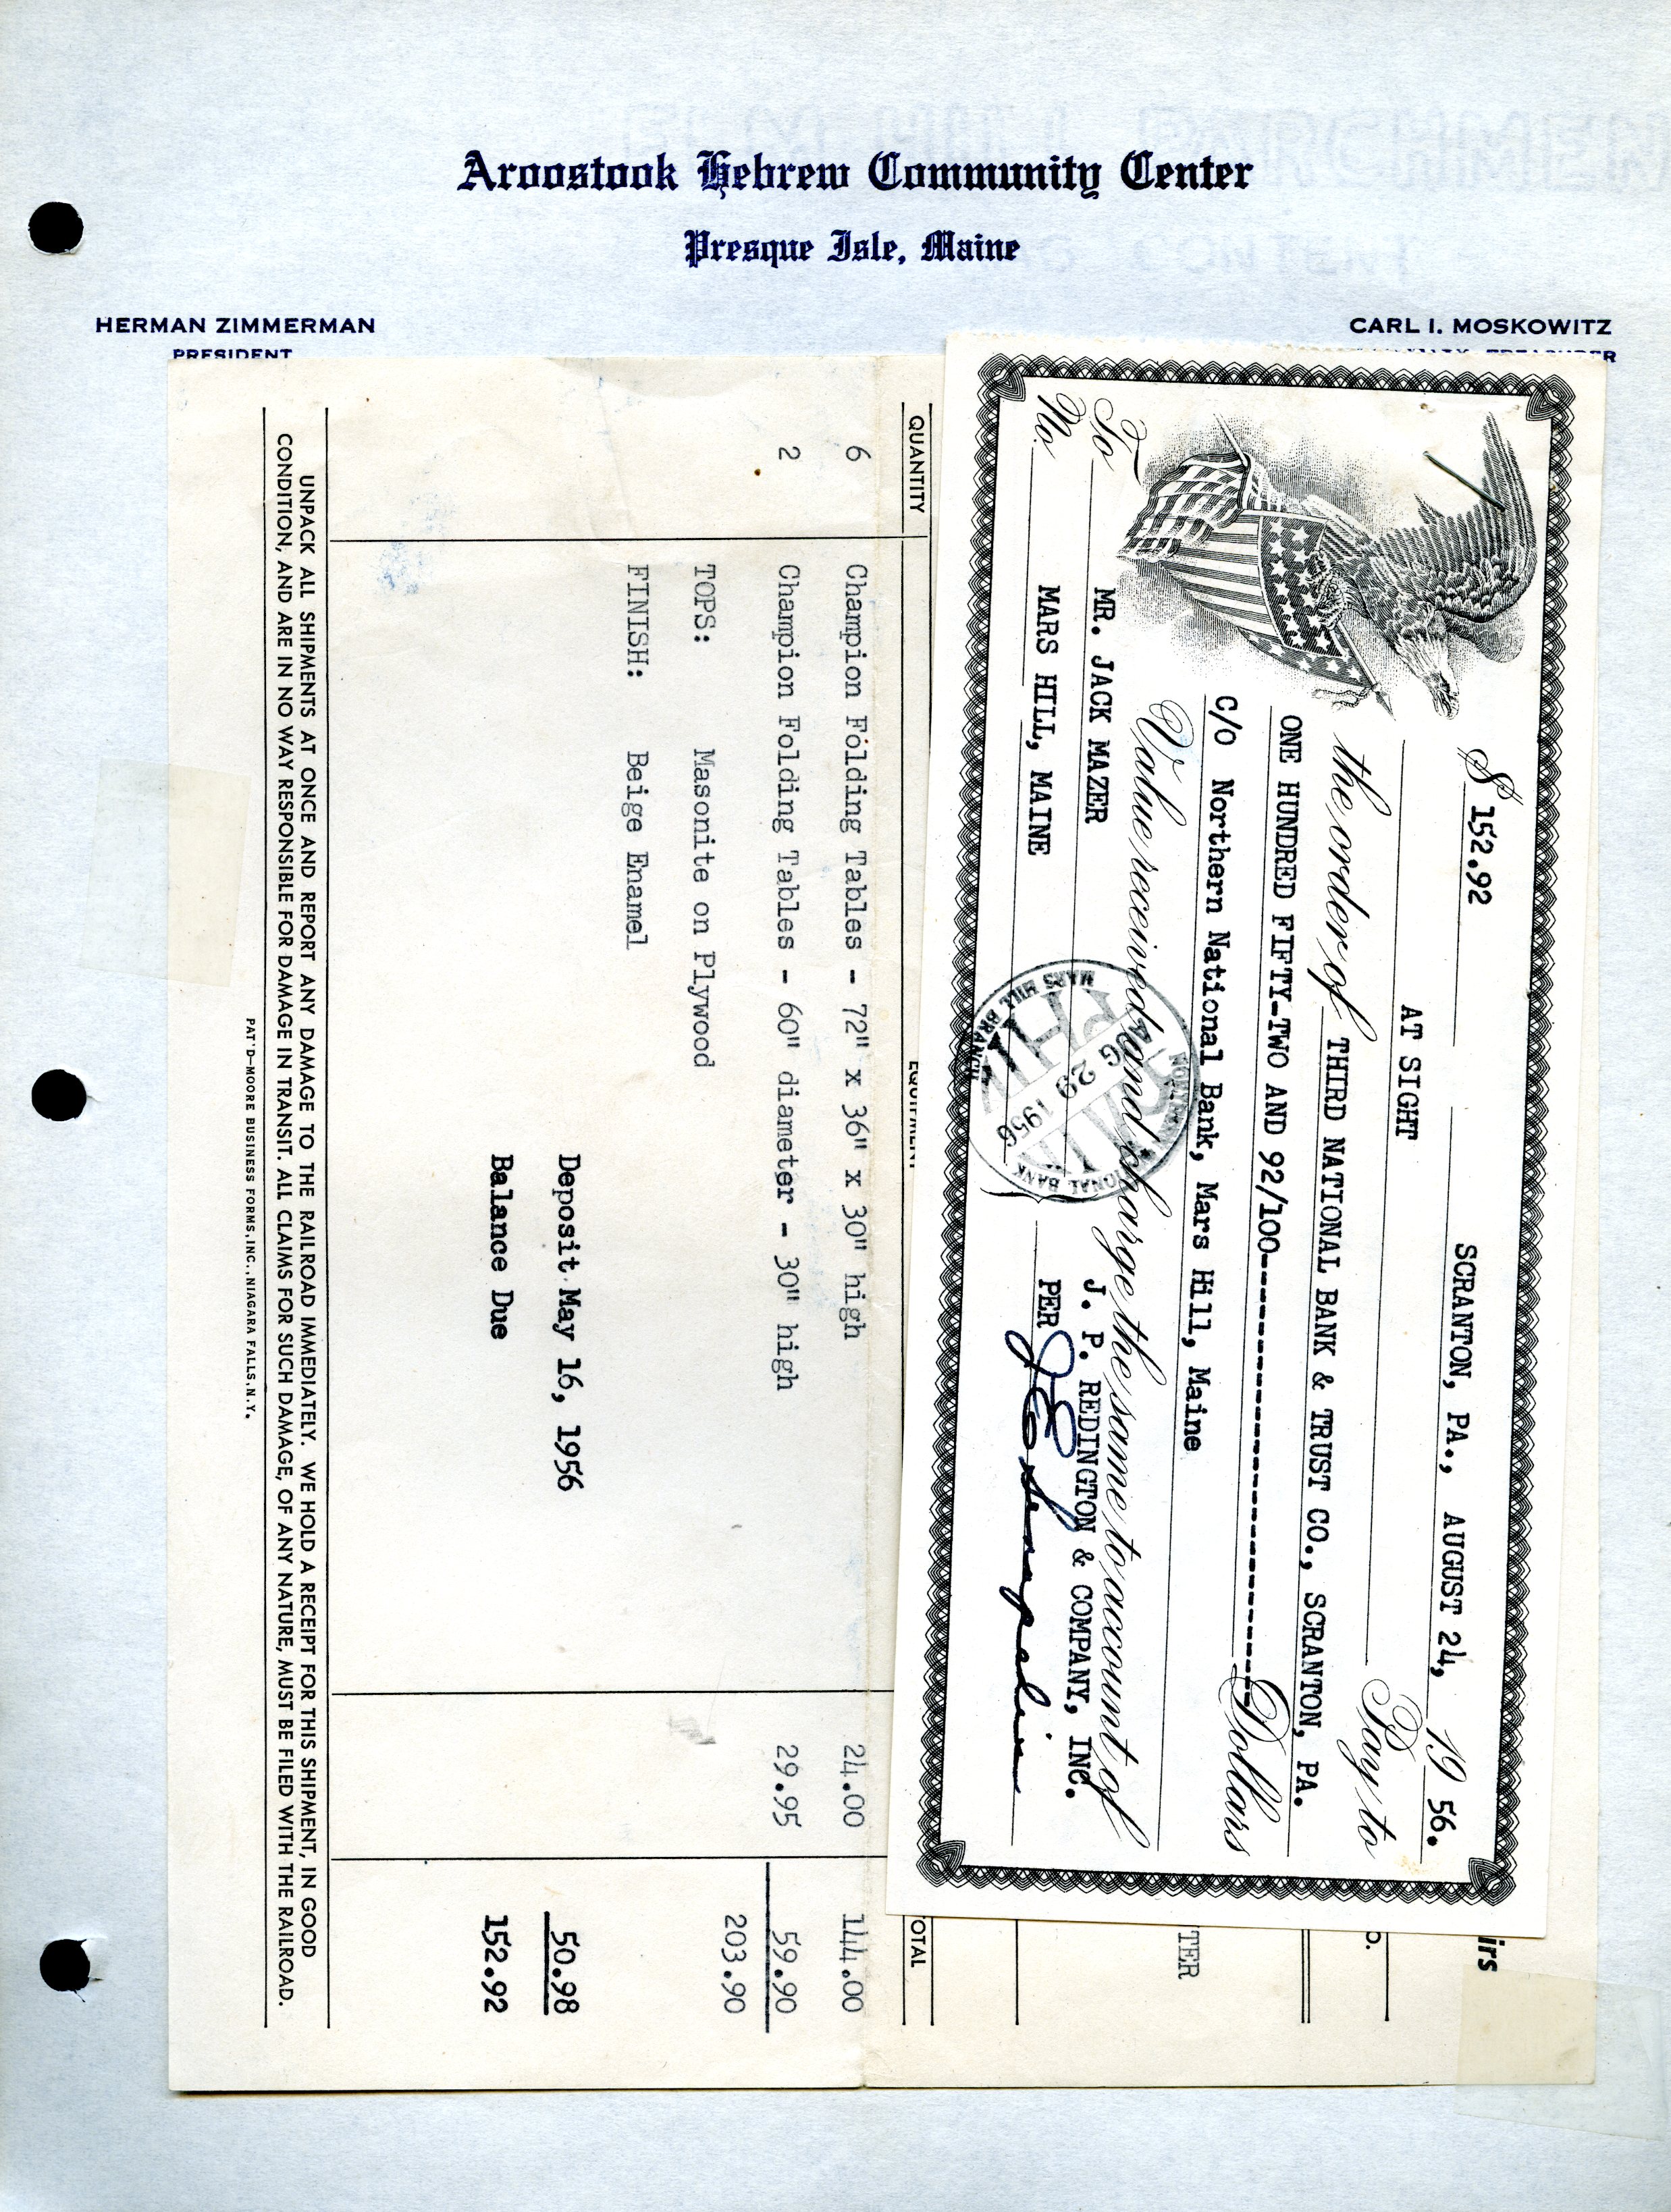 Aroostook Hebrew Community Center
Presque Isle, Maine
HERMAN ZIMMERMAN
PRESIDENT
CARL I. MOSKOWITZ
$ 152.92
SCRANTON, PA., AUGUST 24, 1956.
AT SIGHT
Pay to
the order of THIRD NATIONAL BANK & TRUST CO., SCRANTON, PA.
ONE HUNDRED FIFTY-TWO AND 92/100------------------------------Dollars
C/O Northern National Bank, Mars Hill, Maine
Value received and charge the same to account of
To MR. JACK MAZER
J. P. REDINGTON & COMPANY, INC.
No. MARS HILL, MAINE
PER
PAID
AUG 29 1956
MARS HILL BRANCH
irs
O.
TER
QUANTITY
EQUIPMENT
OTAL
6 Champion Folding Tables - 72" x 36" x 30" high 24.00 144.00
2 Champion Folding Tables - 60" diameter - 30" high 29.95 59.90
203.90
TOPS: Masonite on Plywood
FINISH: Beige Enamel
Deposit May 16, 1956 50.98
Balance Due 152.92
UNPACK ALL SHIPMENTS AT ONCE AND REPORT ANY DAMAGE TO THE RAILROAD IMMEDIATELY. WE HOLD A RECEIPT FOR THIS SHIPMENT, IN GOOD
CONDITION, AND ARE IN NO WAY RESPONSIBLE FOR DAMAGE IN TRANSIT. ALL CLAIMS FOR SUCH DAMAGE, OF ANY NATURE, MUST BE FILED WITH THE RAILROAD.
PAT'D-MOORE BUSINESS FORMS, INC., NIAGARA FALLS, N.Y.